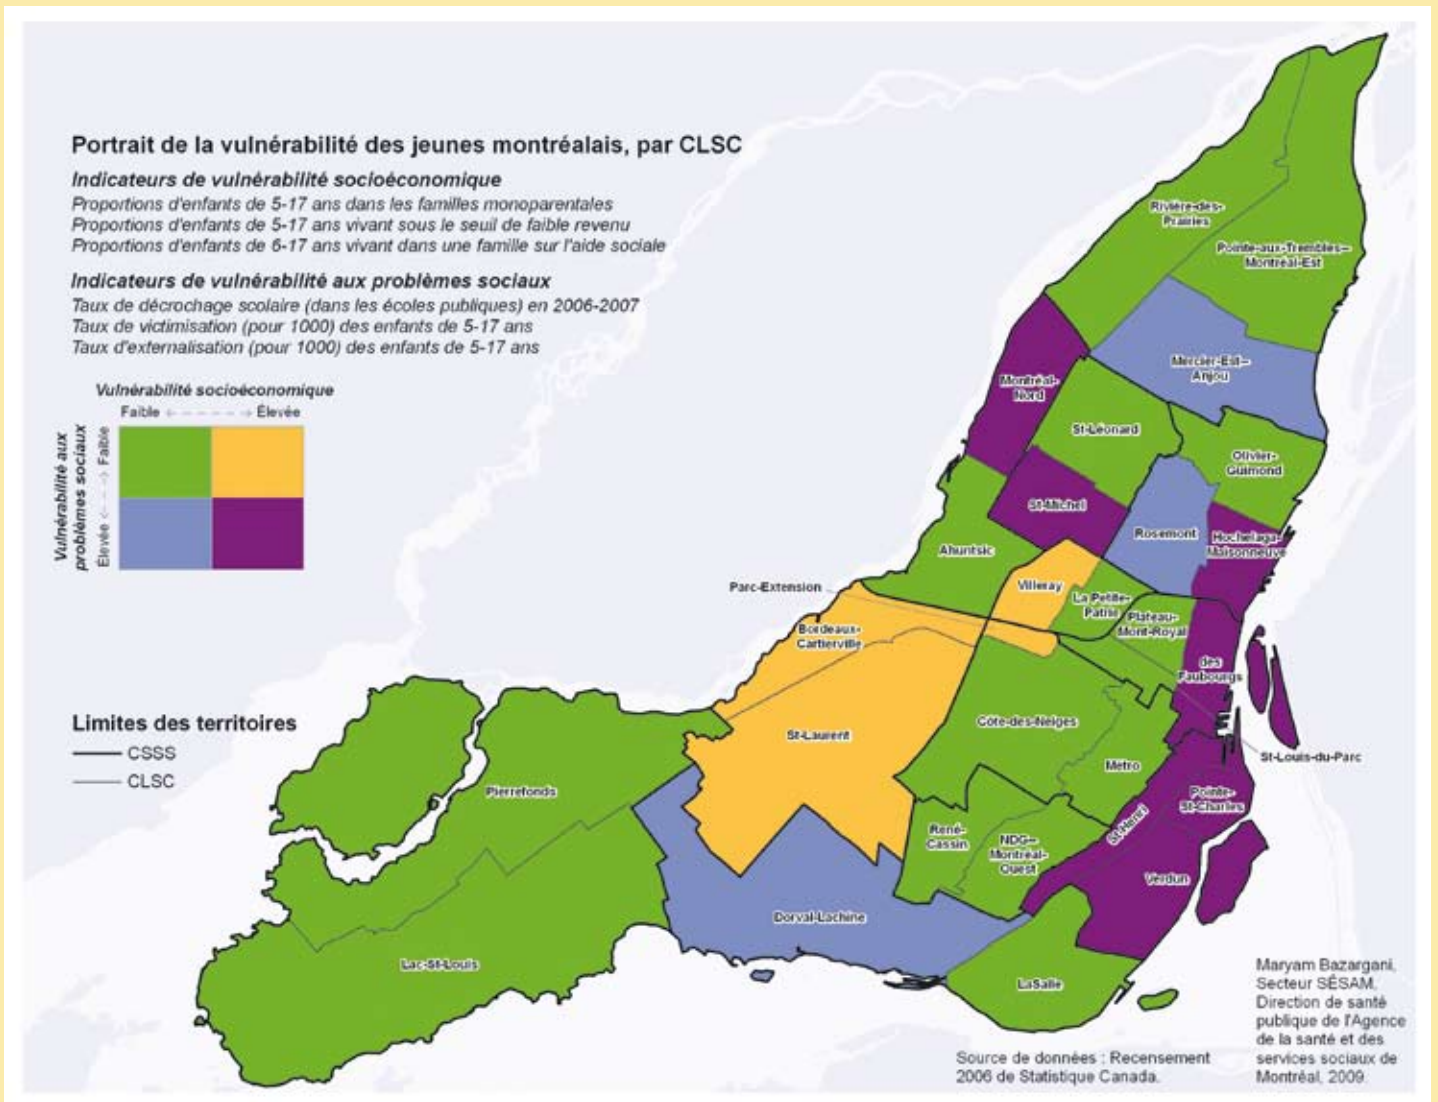 Portrait de la vulnérabilité des jeunes montréalais, par CLSC
Indicateurs de vulnérabilité socioéconomique
Proportions d'enfants de 5-17 ans dans les familles monoparentales
Proportions d'enfants de 5-17 ans vivant sous le seuil de faible revenu
Proportions d'enfants de 6-17 ans vivant dans une famille sur l'aide sociale
Indicateurs de vulnérabilité aux problèmes sociaux
Taux de décrochage scolaire (dans les écoles publiques) en 2006-2007
Taux de victimisation (pour 1000) des enfants de 5-17 ans
Taux d'externalisation (pour 1000) des enfants de 5-17 ans
Vulnérabilité socioéconomique
Faible
Élevée
Vulnérabilité aux
problèmes sociaux
Élevée
Faible
Limites des territoires
CSSS
CLSC
Rivière-des-
Prairies
Pointe-aux-Trembles–
Montréal-Est
Mercier-Est–
Anjou
Montréal-
Nord
St-Léonard
Olivier-
Guimond
St-Michel
Rosemont
Hochelaga-
Maisonneuve
Ahuntsic
Villeray
Parc-Extension
La Petite-
Patrie
Plateau-
Mont-Royal
Bordeaux-
Cartierville
des
Faubourgs
St-Laurent
Côte-des-Neiges
Métro
St-Louis-du-Parc
Pierrefonds
Pointe-
St-Charles
St-Henri
René-
Cassin
NDG–
Montréal-
Ouest
Verdun
Dorval-Lachine
Lac-St-Louis
LaSalle
Source de données : Recensement
2006 de Statistique Canada.
Maryam Bazargani,
Secteur SÉSAM,
Direction de santé
publique de l'Agence
de la santé et des
services sociaux de
Montréal, 2009.